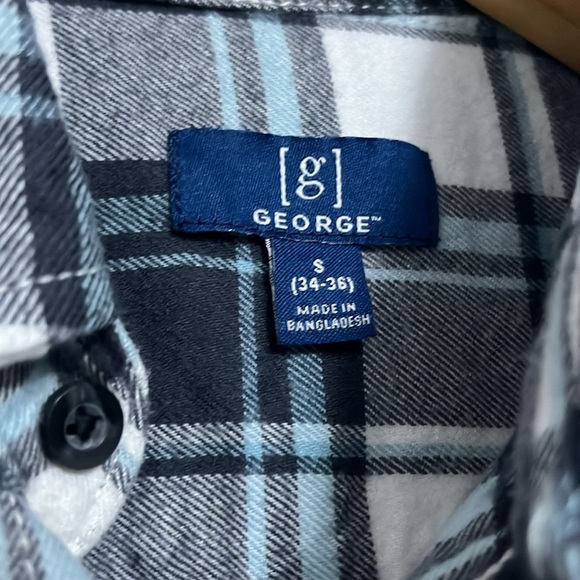 [g]
GEORGE™
S
(34-36)
MADE IN
BANGLADESH